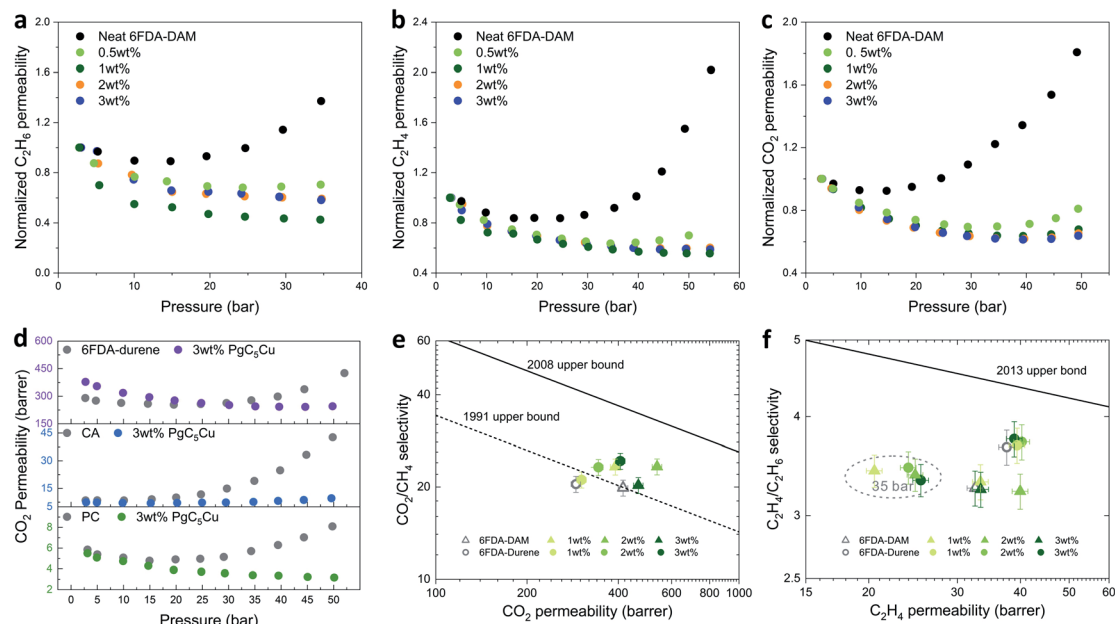 a
Neat 6FDA-DAM
0.5wt%
1wt%
2wt%
3wt%
Normalized C₂H₆ permeability
2.0
1.6
1.2
0.8
0.4
0.0
0 10 20 30 40
Pressure (bar)
b
Neat 6FDA-DAM
0.5wt%
1wt%
2wt%
3wt%
Normalized C₂H₄ permeability
2.4
2.0
1.6
1.2
0.8
0.4
0 10 20 30 40 50 60
Pressure (bar)
c
Neat 6FDA-DAM
0. 5wt%
1wt%
2wt%
3wt%
Normalized CO₂ permeability
2.0
1.6
1.2
0.8
0.4
0 10 20 30 40 50
Pressure (bar)
d
6FDA-durene 3wt% PgC₅Cu
CA 3wt% PgC₅Cu
PC 3wt% PgC₅Cu
CO₂ Permeability (barrer)
600
450
300
150
45
35
25
15
5
8
6
4
2
0 5 10 15 20 25 30 35 40 45 50
Pressure (bar)
e
2008 upper bound
1991 upper bound
CO₂/CH₄ selectivity
60
40
20
10
6FDA-DAM 1wt% 2wt% 3wt%
6FDA-Durene 1wt% 2wt% 3wt%
100 200 400 600 800 1000
CO₂ permeability (barrer)
f
2013 upper bond
35 bar
C₂H₄/C₂H₆ selectivity
5
4
3
2.5
6FDA-DAM 1wt% 2wt% 3wt%
6FDA-Durene 1wt% 2wt% 3wt%
15 20 30 40 50 60
C₂H₄ permeability (barrer)